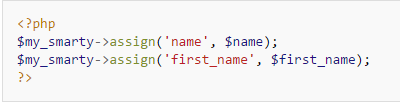 <?php
$my_smarty->assign('name', $name);
$my_smarty->assign('first_name', $first_name);
?>